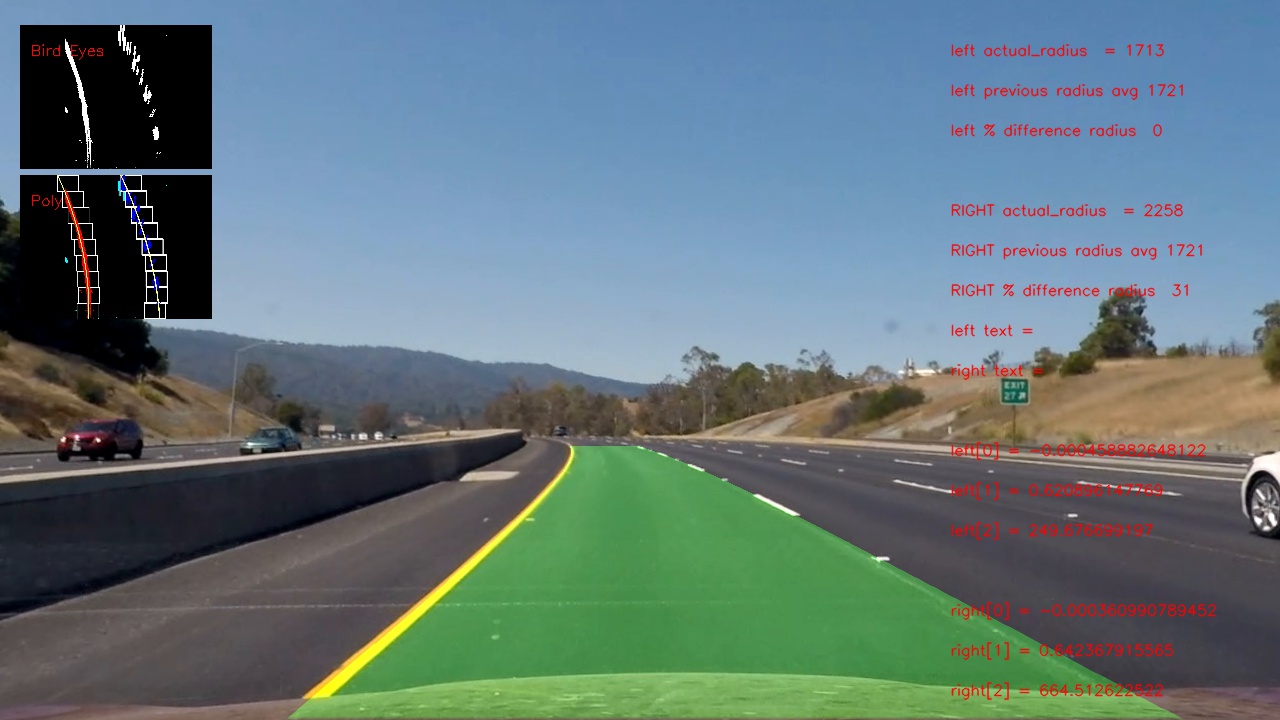 Bird Eyes
Poly
left actual_radius = 1713
left previous radius avg 1721
left % difference radius 0
RIGHT actual_radius = 2258
RIGHT previous radius avg 1721
RIGHT % difference radius 31
left text =
right text =
EXIT
27
left[0] = -0.000458882648122
left[1] = 0.620896147769
left[2] = 249.676699197
right[0] = -0.000360990789452
right[1] = 0.642367915565
right[2] = 664.512622522